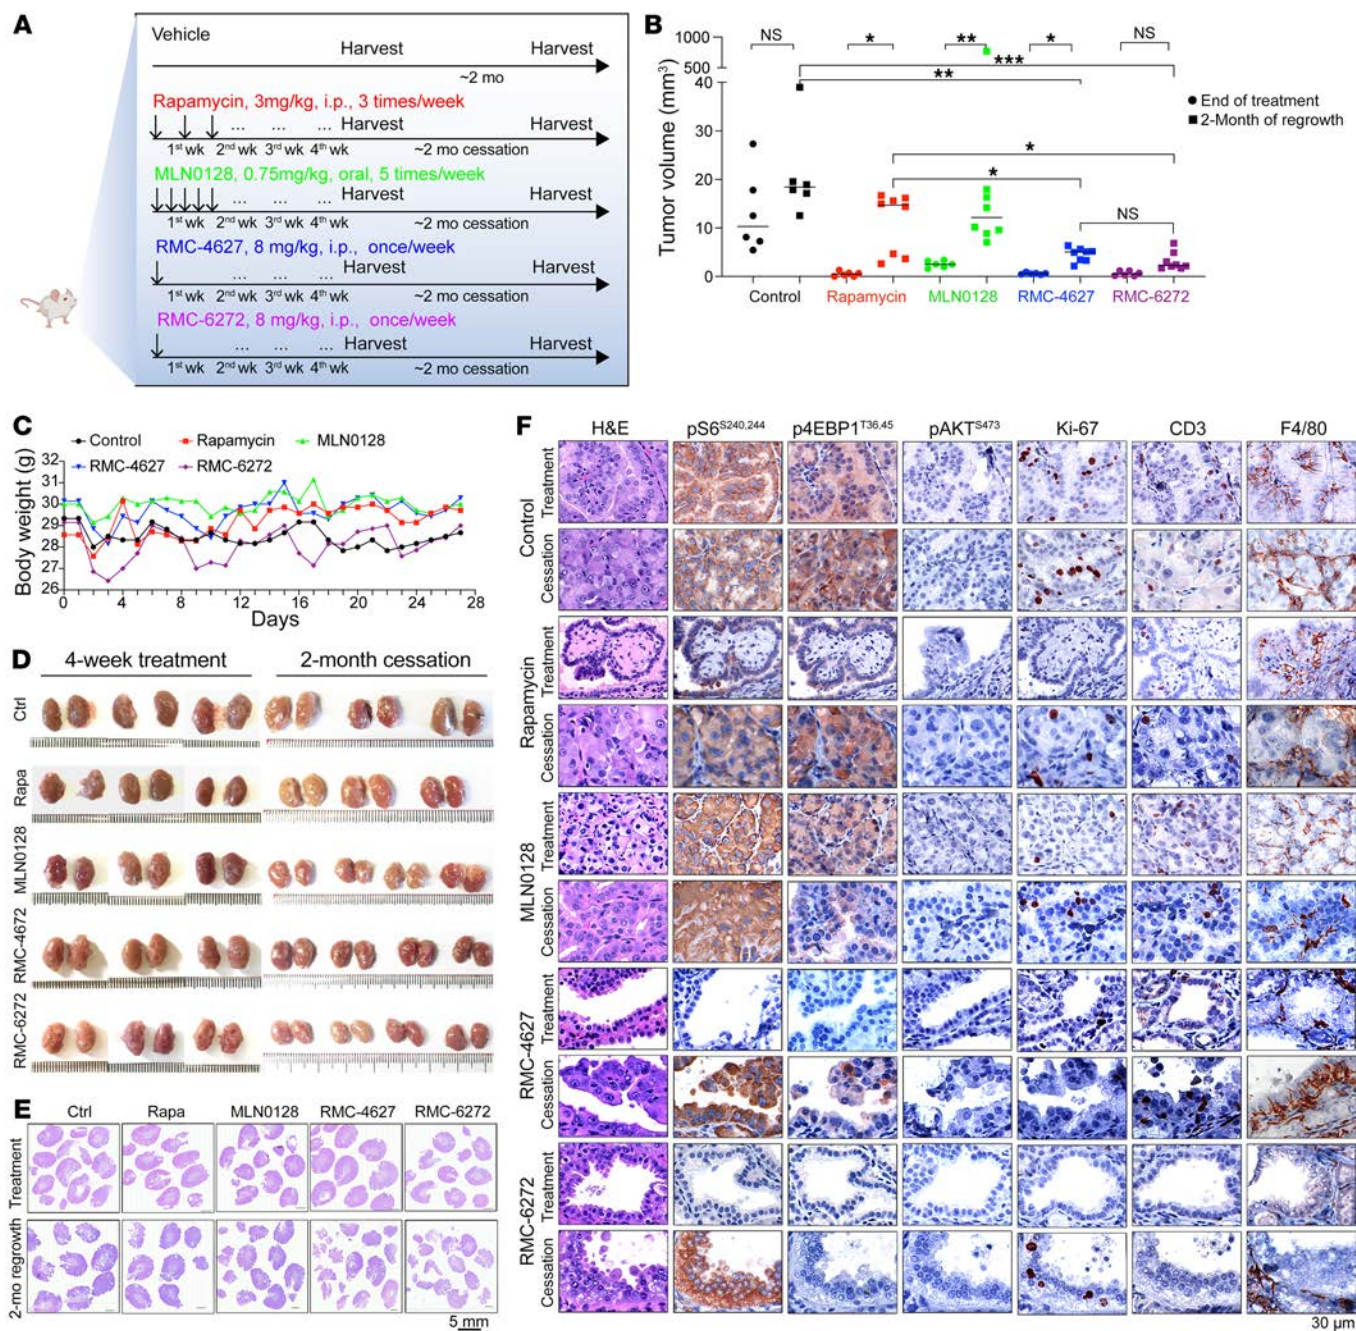 A
Vehicle
Harvest Harvest
~2 mo
Rapamycin, 3mg/kg, i.p., 3 times/week
... ... ... Harvest Harvest
1st wk 2nd wk 3rd wk 4th wk ~2 mo cessation
MLN0128, 0.75mg/kg, oral, 5 times/week
... ... ... Harvest Harvest
1st wk 2nd wk 3rd wk 4th wk ~2 mo cessation
RMC-4627, 8 mg/kg, i.p., once/week
... ... ... Harvest Harvest
1st wk 2nd wk 3rd wk 4th wk ~2 mo cessation
RMC-6272, 8 mg/kg, i.p., once/week
... ... ... Harvest Harvest
1st wk 2nd wk 3rd wk 4th wk ~2 mo cessation
B
NS * ** * NS
***
**
*
*
NS
Tumor volume (mm3)
1000
500
40
30
20
10
0
Control Rapamycin MLN0128 RMC-4627 RMC-6272
End of treatment
2-Month of regrowth
C
Control Rapamycin MLN0128
RMC-4627 RMC-6272
Body weight (g)
32
31
30
29
28
27
26
0 4 8 12 16 20 24 28
Days
D
4-week treatment 2-month cessation
Ctrl
Rapa
MLN0128
RMC-4672
RMC-6272
E
Ctrl Rapa MLN0128 RMC-4627 RMC-6272
Treatment
2-mo regrowth
5 mm
F
H&E pS6S240,244 p4EBP1T36,45 pAKTS473 Ki-67 CD3 F4/80
Control
Treatment
Cessation
Rapamycin
Treatment
Cessation
MLN0128
Treatment
Cessation
RMC-4627
Treatment
Cessation
RMC-6272
Treatment
Cessation
30 µm